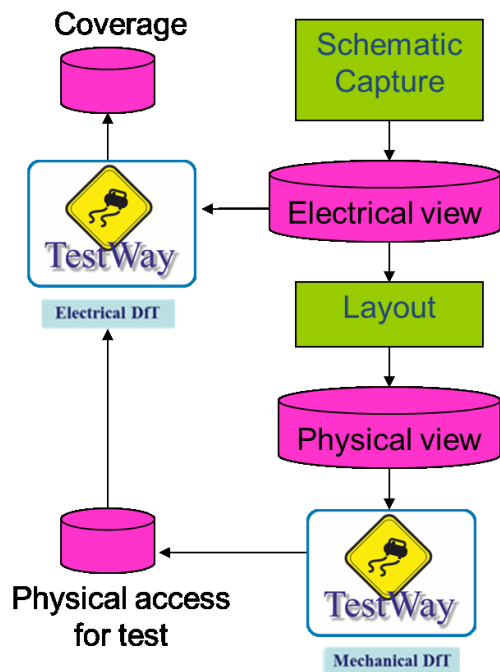 Coverage
Schematic
Capture
Electrical view
TestWay
Electrical DfT
Layout
Physical view
TestWay
Mechanical DfT
Physical access
for test